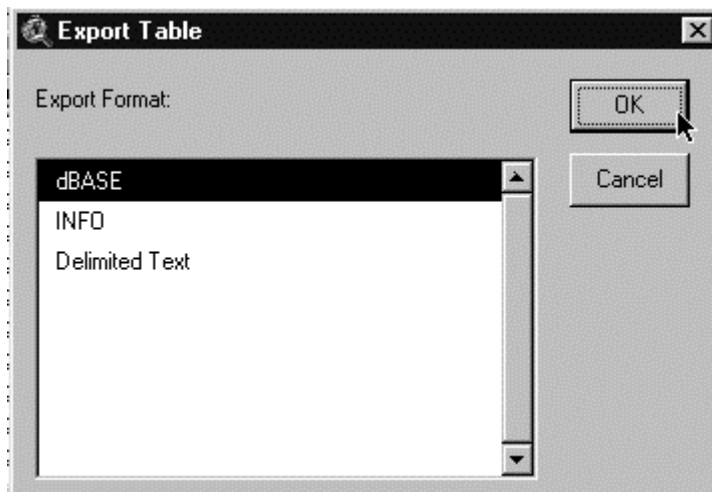 Export Table
Export Format:
OK
dBASE
Cancel
INFO
Delimited Text